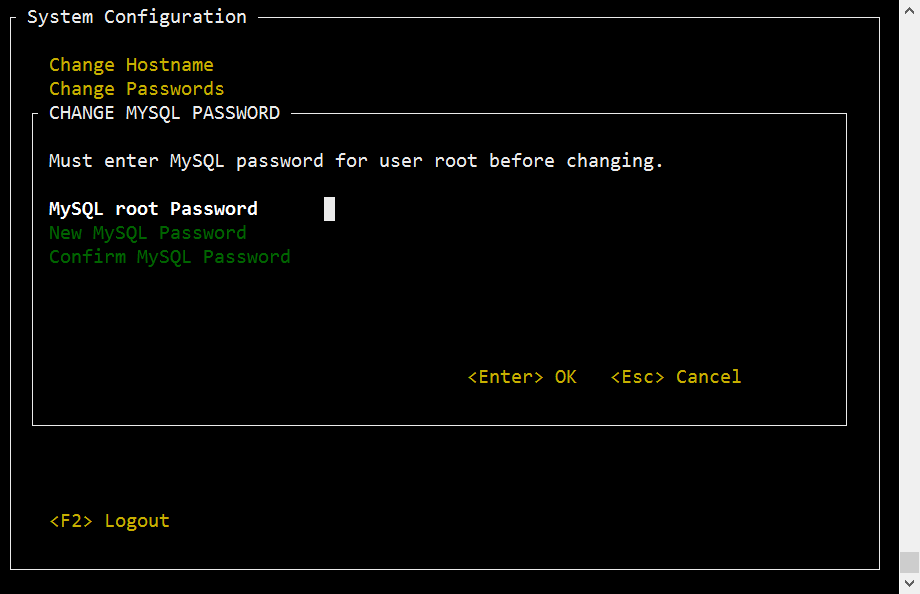 System Configuration
Change Hostname
Change Passwords
CHANGE MYSQL PASSWORD
Must enter MySQL password for user root before changing.
MySQL root Password
New MySQL Password
Confirm MySQL Password
<Enter> OK <Esc> Cancel
<F2> Logout